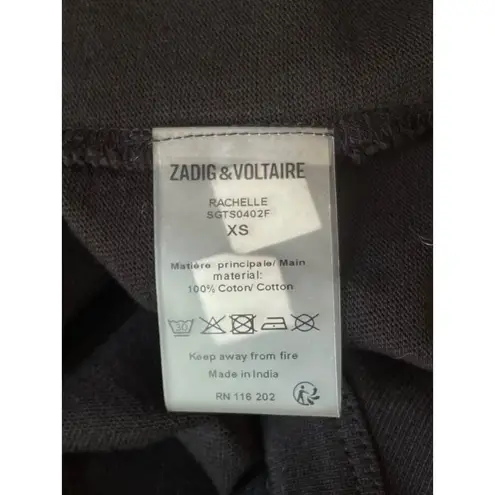 ZADIG & VOLTAIRE
RACHELLE
SGTS0402F
XS
Matière principale/ Main
material:
100% Coton/ Cotton
30
Keep away from fire
Made in India
RN 116 202